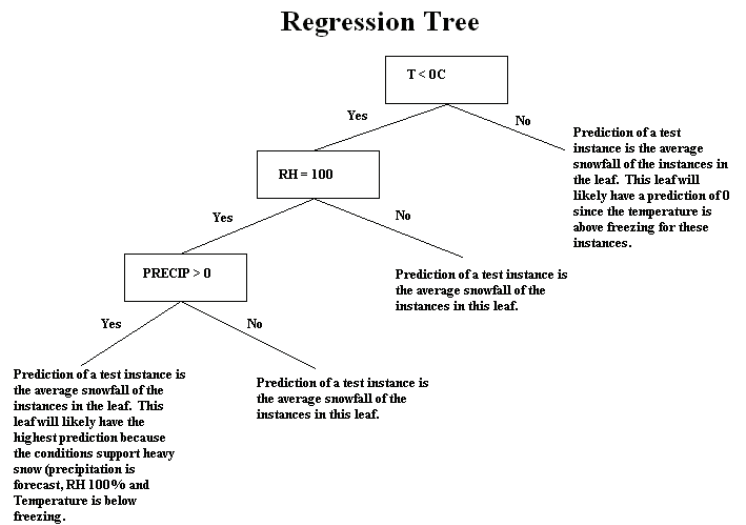 Regression Tree
T < 0C
Yes
No
Prediction of a test
instance is the average
snowfall of the instances in
the leaf. This leaf will
likely have a prediction of 0
since the temperature is
above freezing for these
instances.
RH = 100
Yes
No
Prediction of a test instance is
the average snowfall of the
instances in this leaf.
PRECIP > 0
Yes
No
Prediction of a test instance is
the average snowfall of the
instances in the leaf. This
leaf will likely have the
highest prediction because
the conditions support heavy
snow (precipitation is
forecast, RH 100% and
Temperature is below
freezing.
Prediction of a test instance is
the average snowfall of the
instances in this leaf.